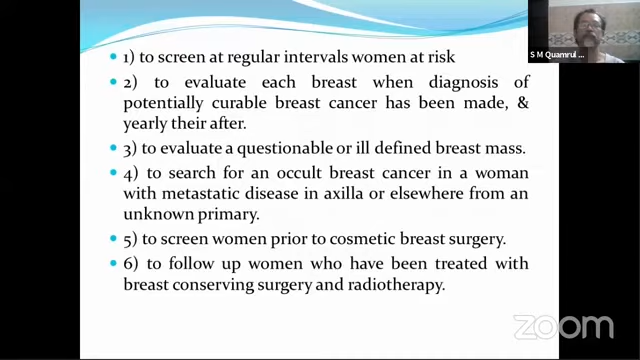 1) to screen at regular intervals women at risk
2) to evaluate each breast when diagnosis of
potentially curable breast cancer has been made, &
yearly their after.
3) to evaluate a questionable or ill defined breast mass.
4) to search for an occult breast cancer in a woman
with metastatic disease in axilla or elsewhere from an
unknown primary.
5) to screen women prior to cosmetic breast surgery.
6) to follow up women who have been treated with
breast conserving surgery and radiotherapy.
S M Quamrul ...
zoom